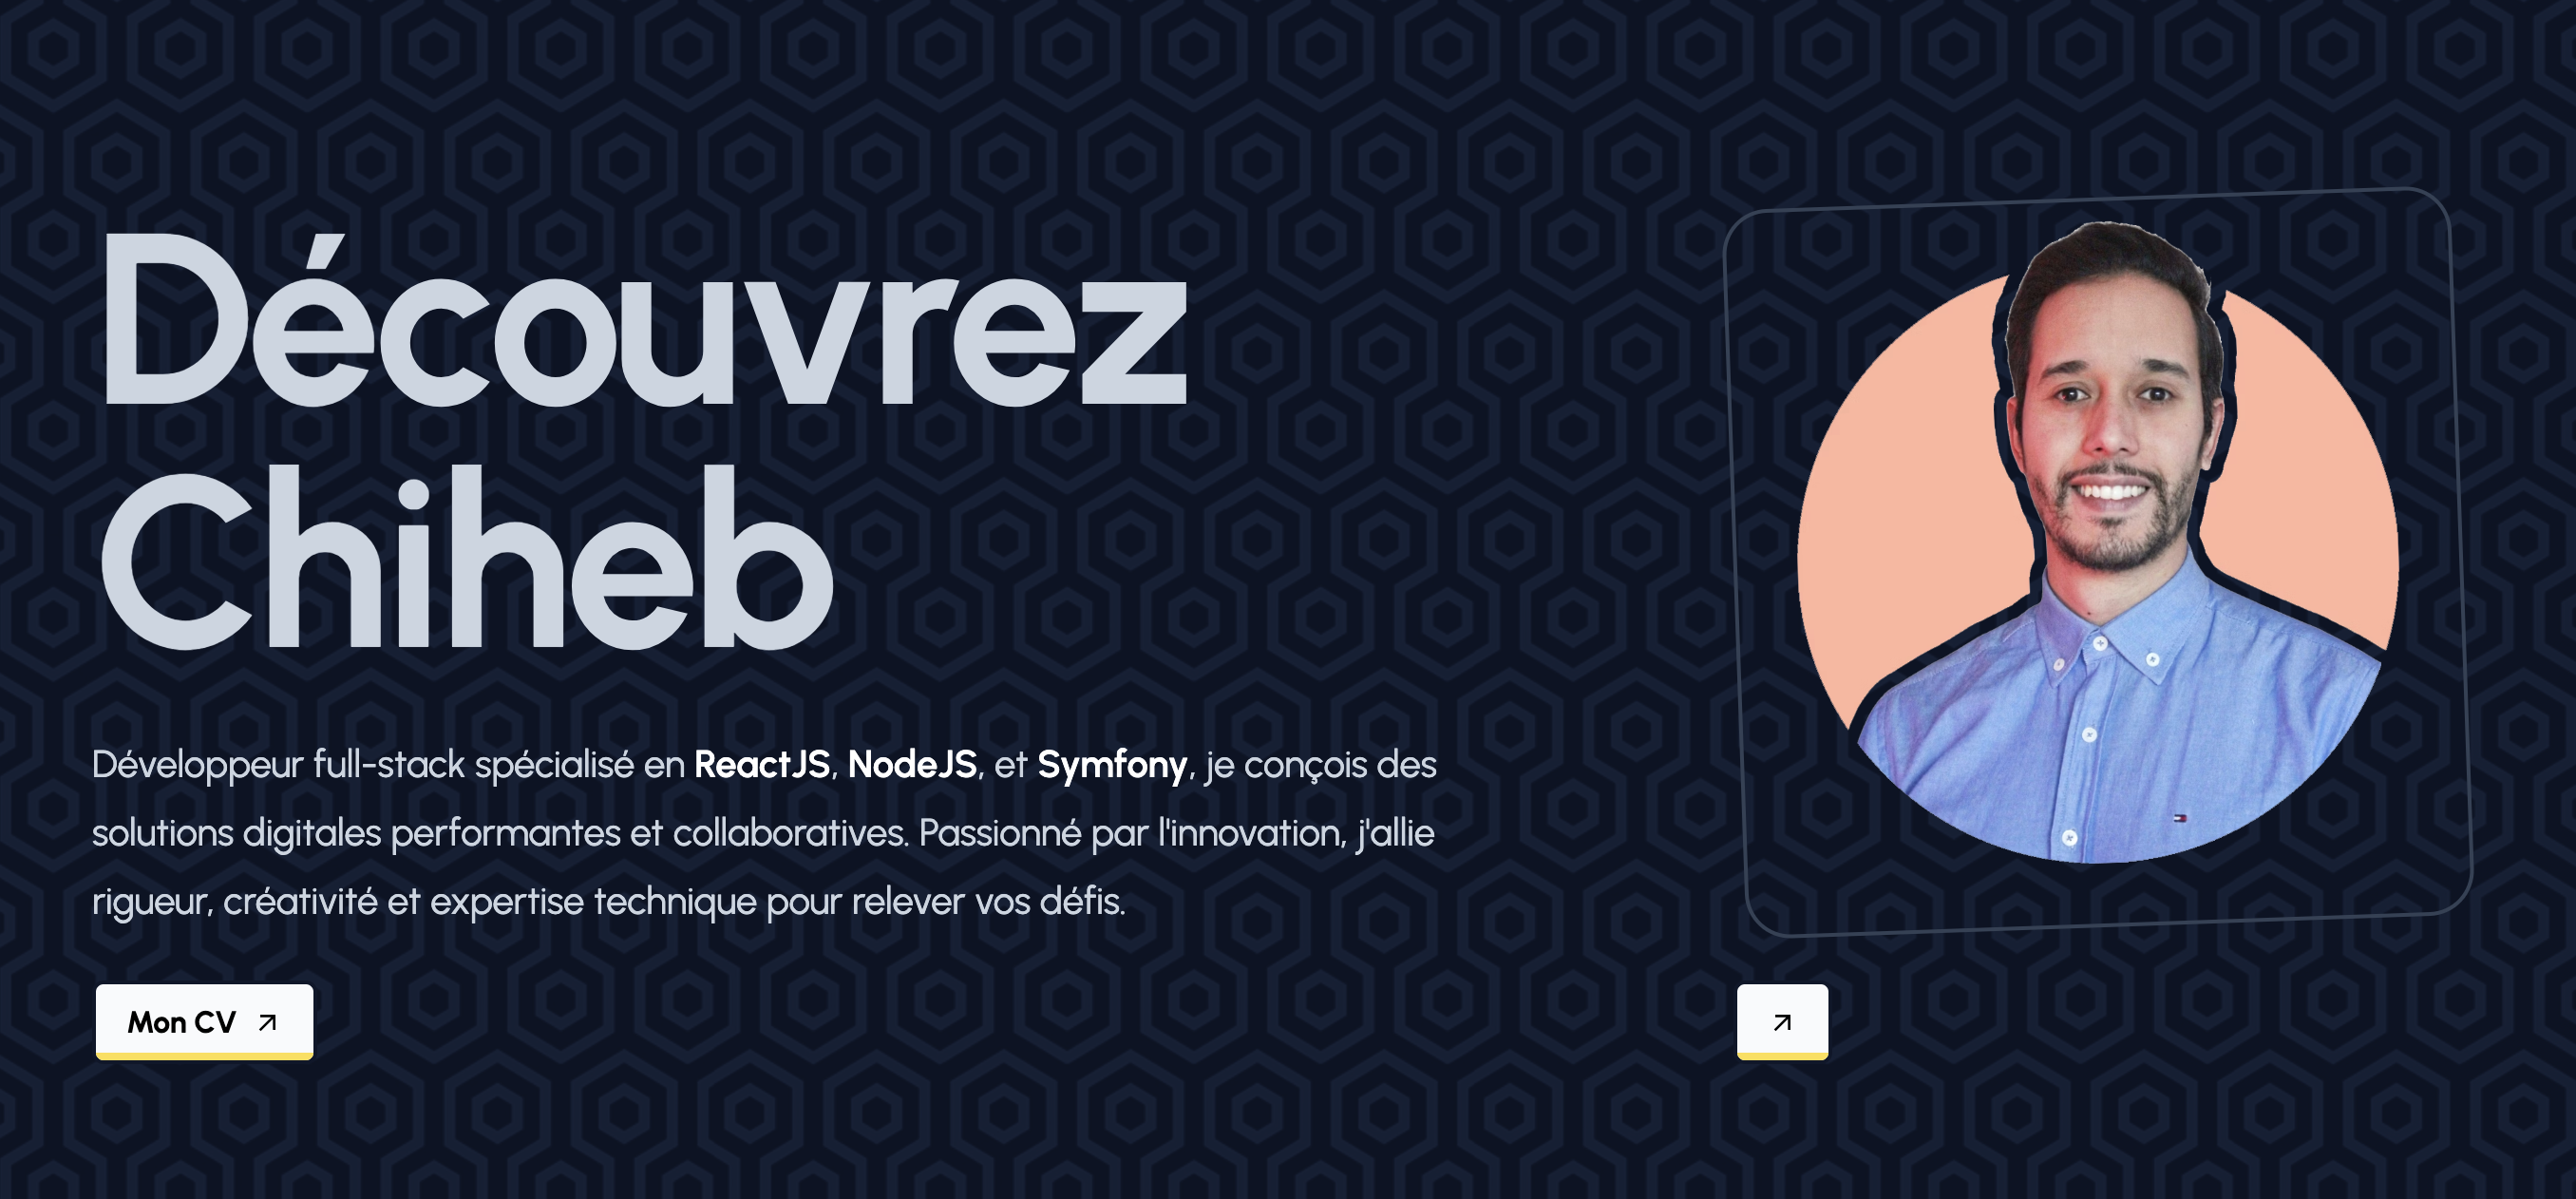 Découvrez
Chiheb
Développeur full-stack spécialisé en ReactJS, NodeJS, et Symfony, je conçois des
solutions digitales performantes et collaboratives. Passionné par l'innovation, j'allie
rigueur, créativité et expertise technique pour relever vos défis.
Mon CV